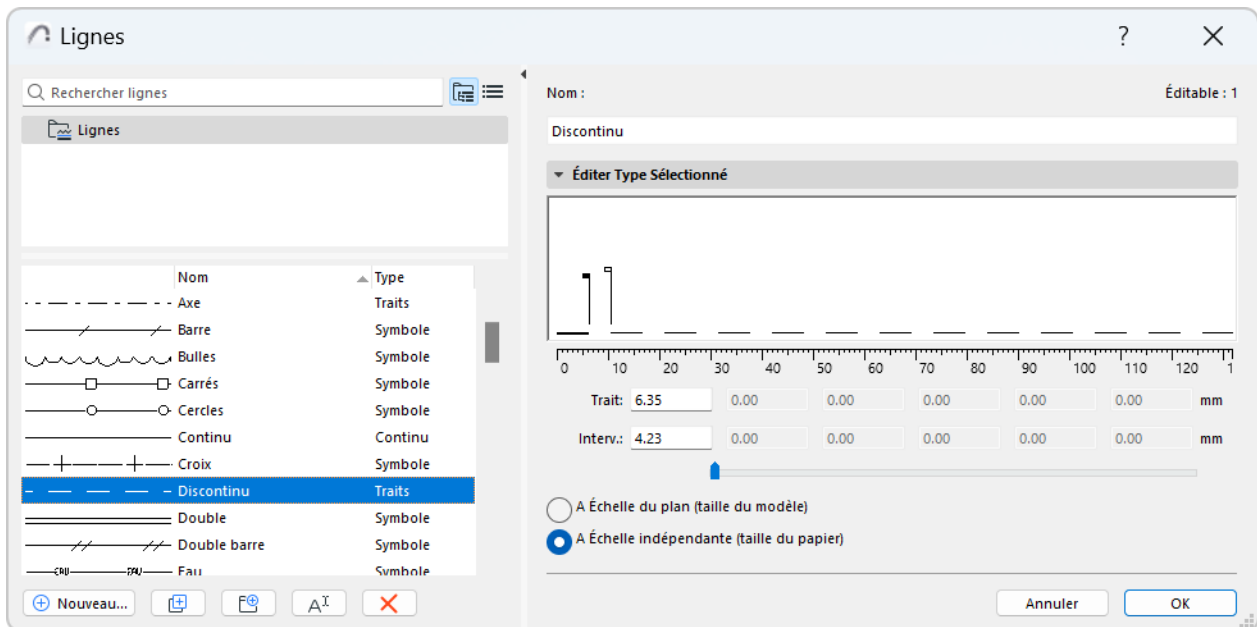 Lignes
?
Rechercher lignes
Lignes
Nom Type
Axe Traits
Barre Symbole
Bulles Symbole
Carrés Symbole
Cercles Symbole
Continu Continu
Croix Symbole
Discontinu Traits
Double Symbole
Double barre Symbole
EAU EAU Eau Symbole
Nouveau...
Nom : Éditable : 1
Discontinu
Éditer Type Sélectionné
0 10 20 30 40 50 60 70 80 90 100 110 120 1
Trait: 6.35 0.00 0.00 0.00 0.00 0.00 mm
Interv.: 4.23 0.00 0.00 0.00 0.00 0.00 mm
A Échelle du plan (taille du modèle)
A Échelle indépendante (taille du papier)
Annuler OK